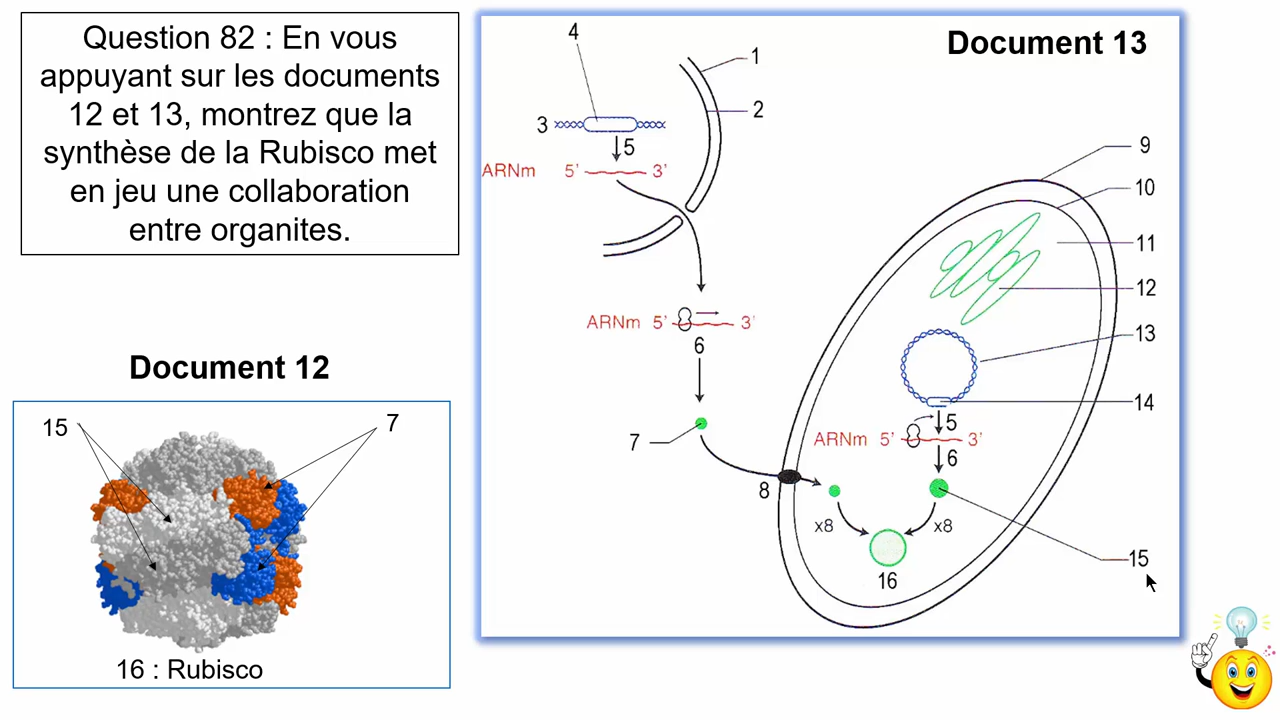 Question 82 : En vous
appuyant sur les documents
12 et 13, montrez que la
synthèse de la Rubisco met
en jeu une collaboration
entre organites.
Document 12
15
7
16 : Rubisco
Document 13
4
1
2
3
5
ARNm 5' 3'
ARNm 5' 3'
6
7
8
9
10
11
12
13
14
5
ARNm 5' 3'
6
x8 x8
15
16